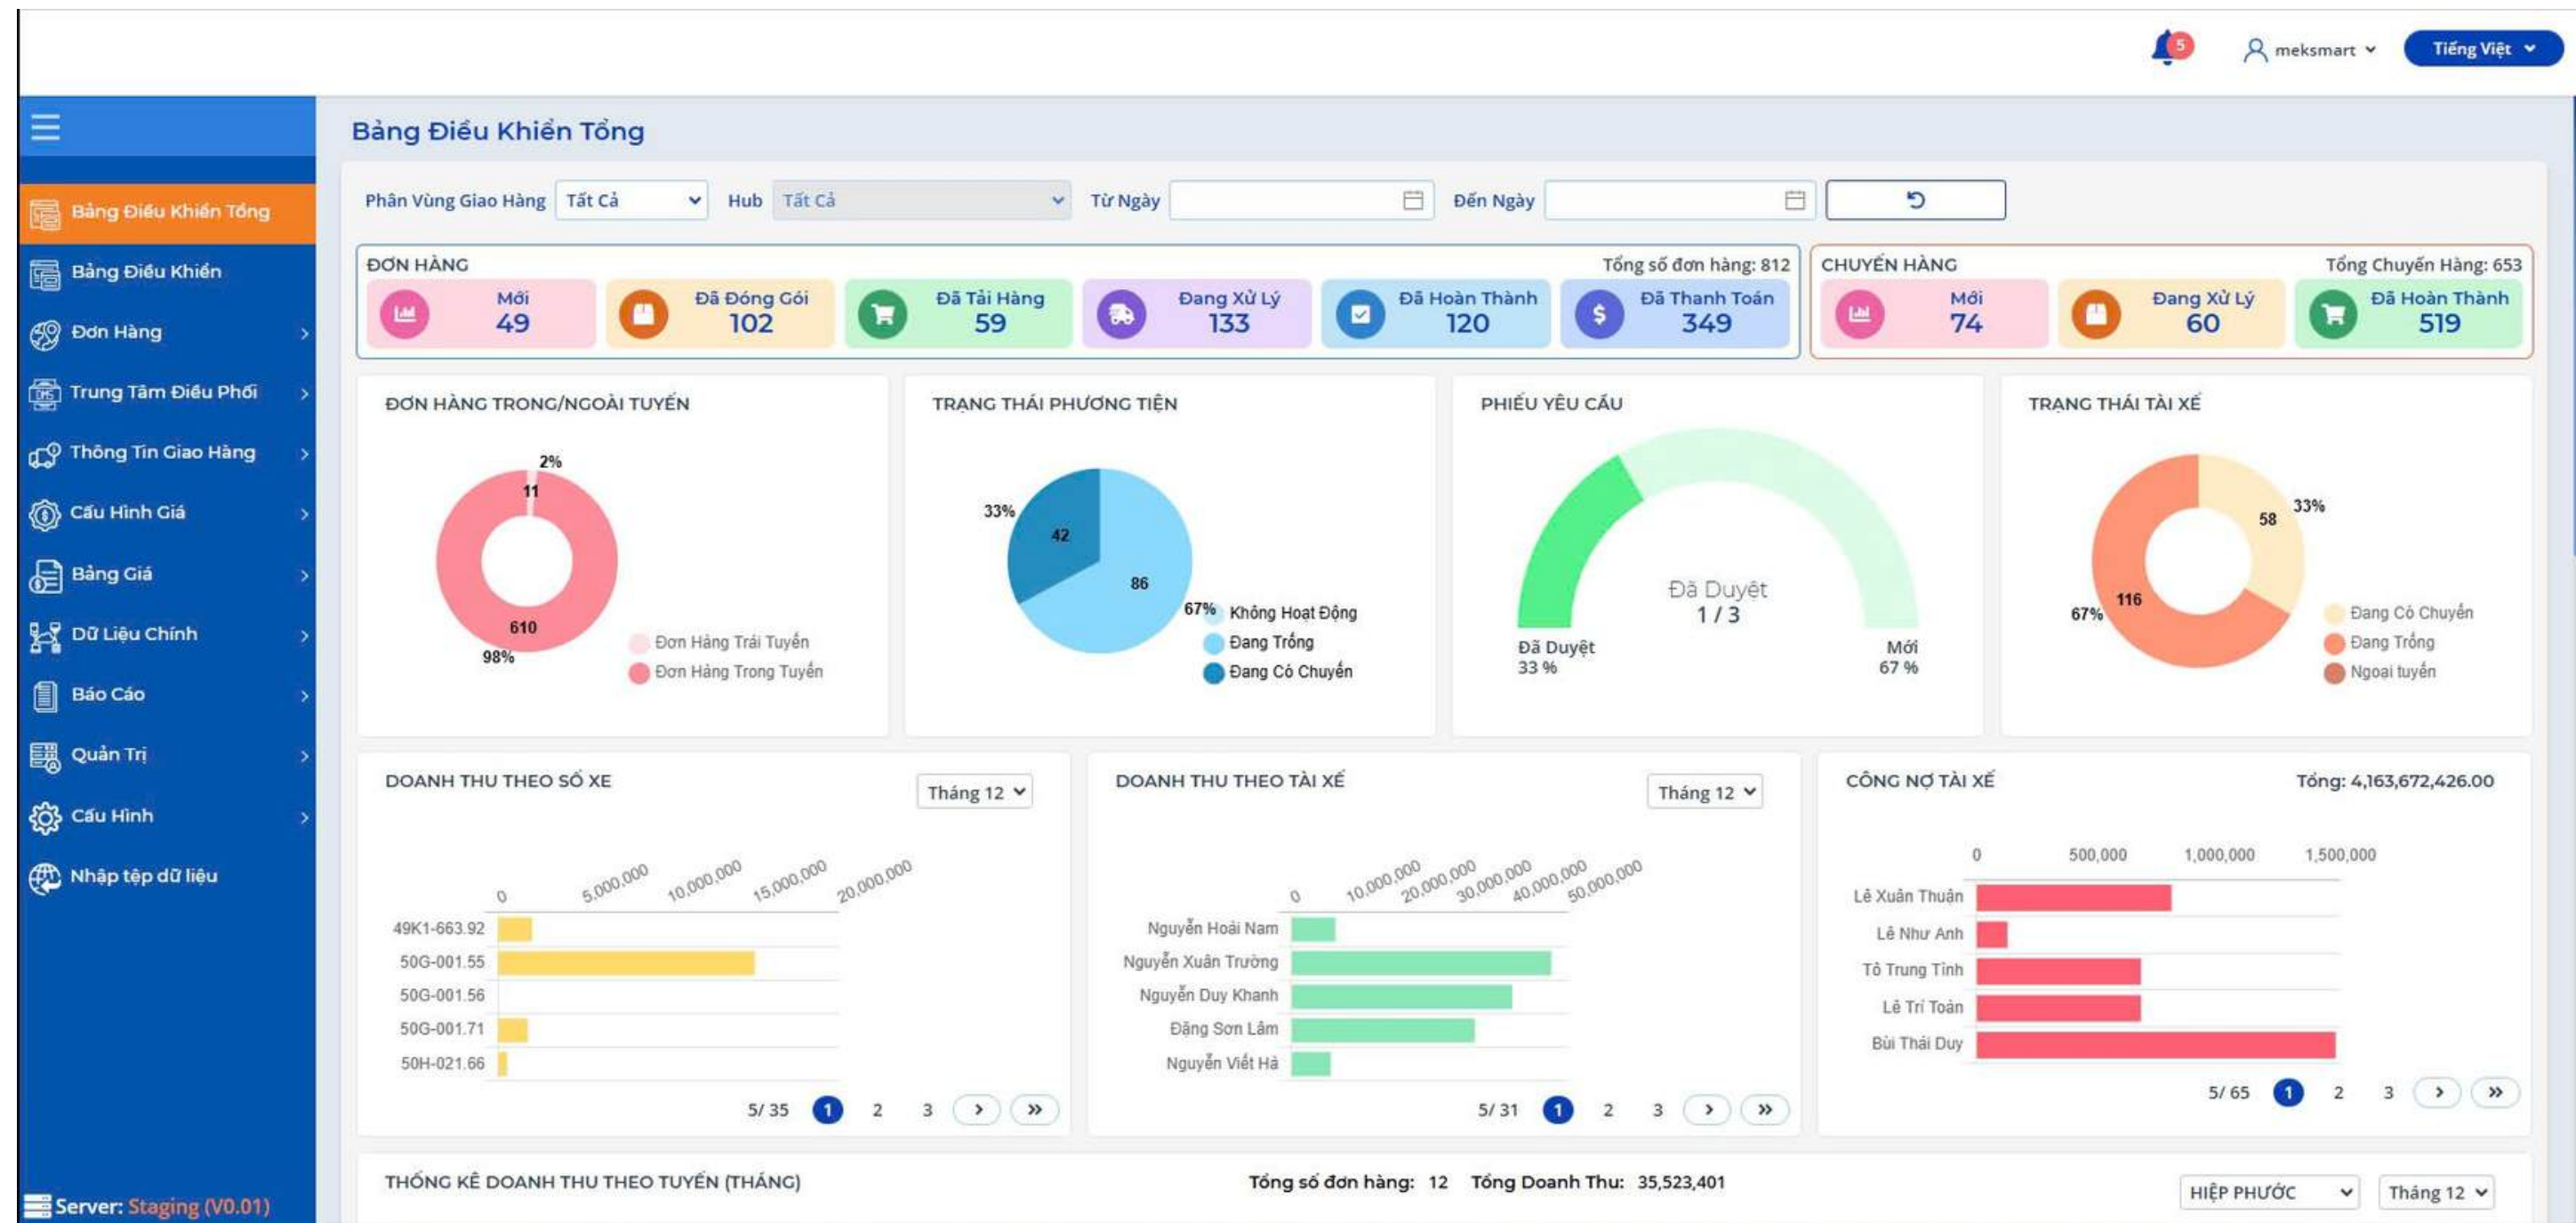 5
meksmart
Tiếng Việt
Bảng Điều Khiển Tổng
Bảng Điều Khiển
Đơn Hàng
Trung Tâm Điều Phối
Thông Tin Giao Hàng
Cấu Hình Giá
Bảng Giá
Dữ Liệu Chính
Báo Cáo
Quản Trị
Cấu Hình
Nhập tệp dữ liệu
Server: Staging (V0.01)
Bảng Điều Khiển Tổng
Phân Vùng Giao Hàng Tất Cả Hub Tất Cả Từ Ngày Đến Ngày
ĐƠN HÀNG Tổng số đơn hàng: 812
Mới
49
Đã Đóng Gói
102
Đã Tải Hàng
59
Đang Xử Lý
133
Đã Hoàn Thành
120
Đã Thanh Toán
349
CHUYẾN HÀNG Tổng Chuyến Hàng: 653
Mới
74
Đang Xử Lý
60
Đã Hoàn Thành
519
ĐƠN HÀNG TRONG/NGOÀI TUYẾN
2%
11
610
98%
Đơn Hàng Trái Tuyến
Đơn Hàng Trong Tuyến
TRẠNG THÁI PHƯƠNG TIỆN
33%
42
86
67%
Không Hoạt Động
Đang Trống
Đang Có Chuyến
PHIẾU YÊU CẦU
Đã Duyệt
1 / 3
Đã Duyệt
33 %
Mới
67 %
TRẠNG THÁI TÀI XẾ
33%
58
116
67%
Đang Có Chuyến
Đang Trống
Ngoại tuyến
DOANH THU THEO SỐ XE Tháng 12
0 5,000,000 10,000,000 15,000,000 20,000,000
49K1-663.92
50G-001.55
50G-001.56
50G-001.71
50H-021.66
5/ 35 1 2 3 › »
DOANH THU THEO TÀI XẾ Tháng 12
0 10,000,000 20,000,000 30,000,000 40,000,000 50,000,000
Nguyễn Hoài Nam
Nguyễn Xuân Trường
Nguyễn Duy Khanh
Đặng Sơn Lâm
Nguyễn Viết Hà
5/ 31 1 2 3 › »
CÔNG NỢ TÀI XẾ Tổng: 4,163,672,426.00
0 500,000 1,000,000 1,500,000
Lê Xuân Thuận
Lê Như Anh
Tô Trung Tình
Lê Trí Toàn
Bùi Thái Duy
5/ 65 1 2 3 › »
THỐNG KÊ DOANH THU THEO TUYẾN (THÁNG) Tổng số đơn hàng: 12 Tổng Doanh Thu: 35,523,401 HIỆP PHƯỚC Tháng 12